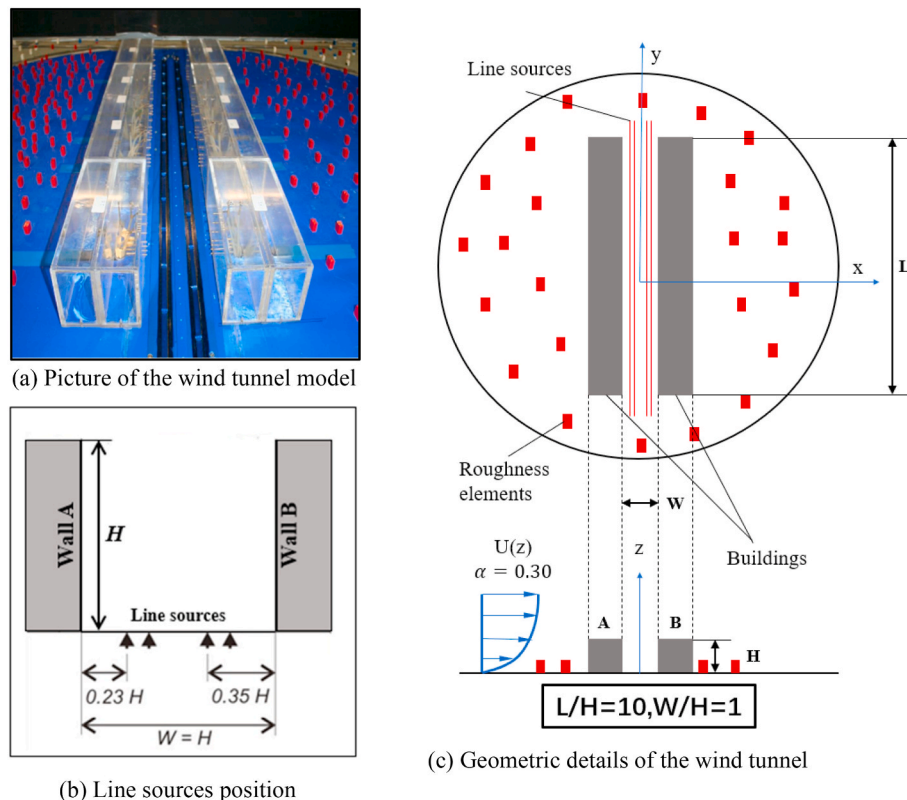 (a) Picture of the wind tunnel model
Wall A
H
Wall B
Line sources
0.23 H
0.35 H
W = H
(b) Line sources position
Line sources
y
x
L
Roughness
elements
W
Buildings
U(z)
α = 0.30
z
A
B
H
L/H=10,W/H=1
(c) Geometric details of the wind tunnel